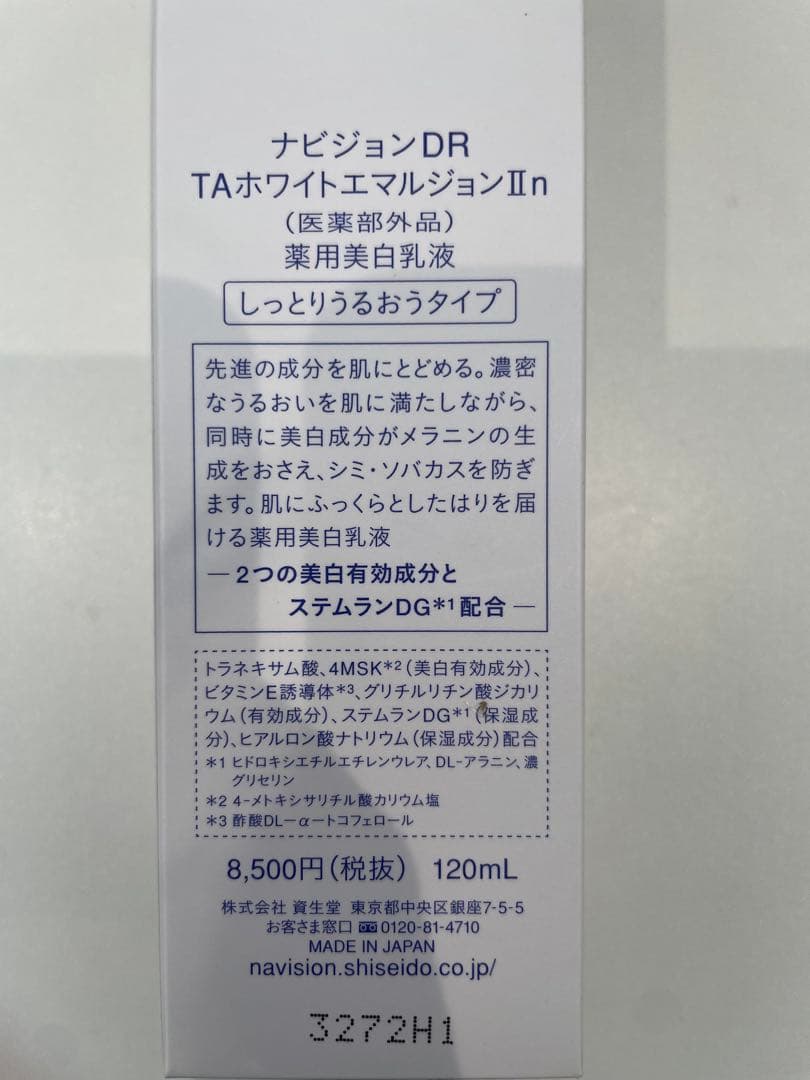 ナビジョンDR
TAホワイトエマルジョンⅡn
（医薬部外品）
薬用美白乳液
しっとりうるおうタイプ
先進の成分を肌にとどめる。濃密
なうるおいを肌に満たしながら、
同時に美白成分がメラニンの生
成をおさえ、シミ・ソバカスを防ぎ
ます。肌にふっくらとしたはりを届
ける薬用美白乳液
― 2つの美白有効成分と
ステムランDG*1配合 ―
トラネキサム酸、4MSK*2（美白有効成分）、
ビタミンE誘導体*3、グリチルリチン酸ジカリ
ウム（有効成分）、ステムランDG*1（保湿成
分）、ヒアルロン酸ナトリウム（保湿成分）配合
*1 ヒドロキシエチルエチレンウレア、DL-アラニン、濃
グリセリン
*2 4-メトキシサリチル酸カリウム塩
*3 酢酸DL-α-トコフェロール
8,500円（税抜） 120mL
株式会社 資生堂 東京都中央区銀座7-5-5
お客さま窓口 0120-81-4710
MADE IN JAPAN
navision.shiseido.co.jp/
3272H1